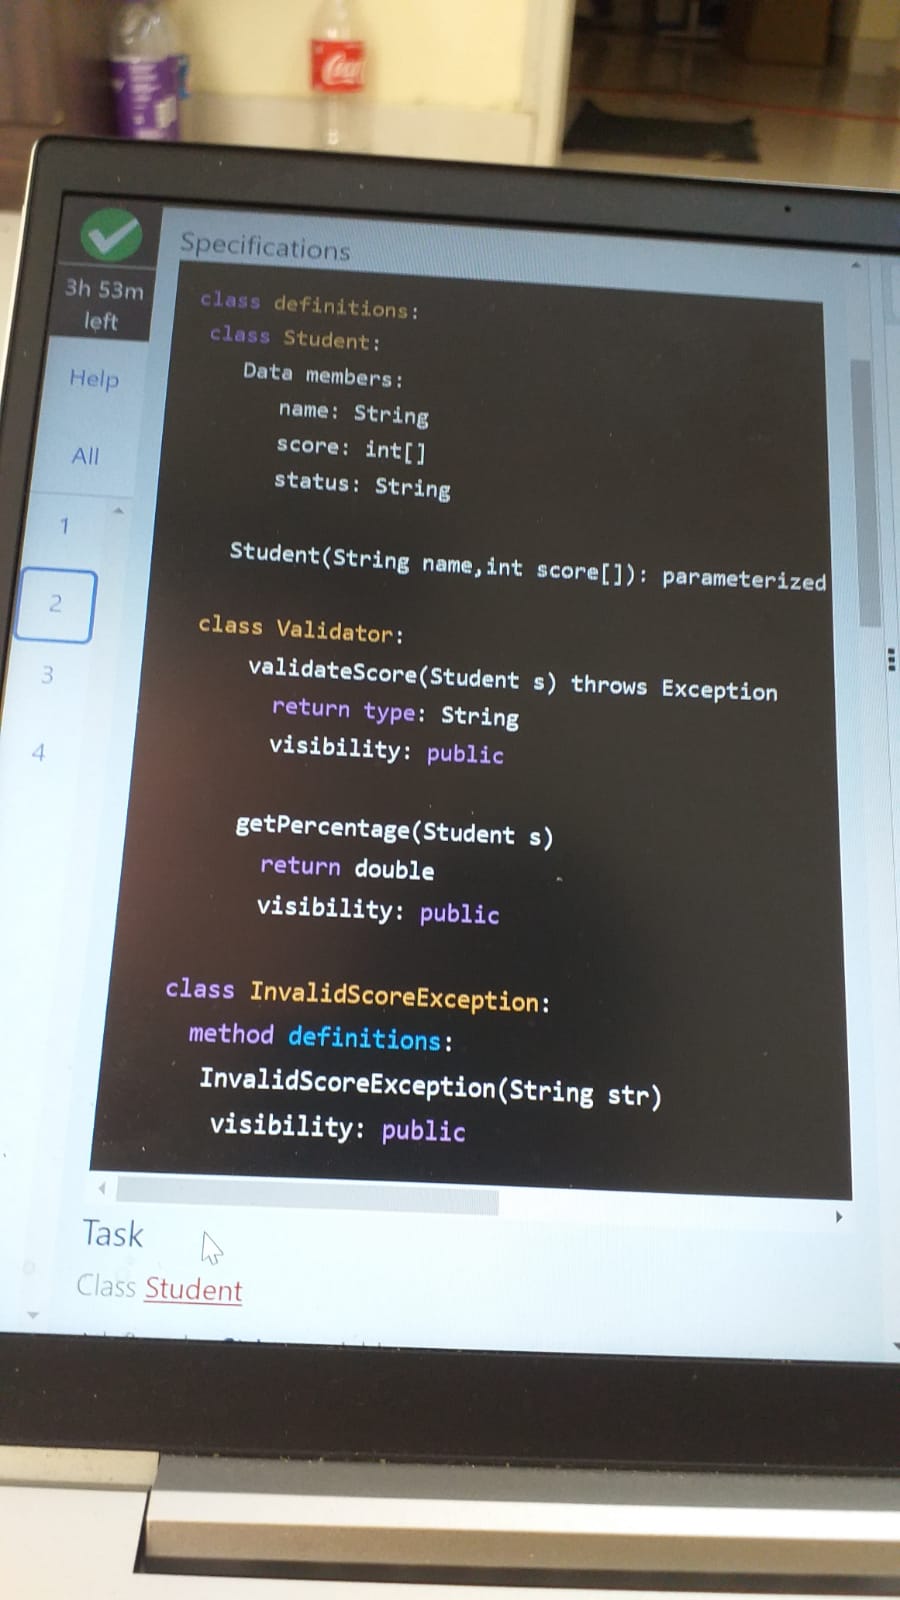 Coca
Specifications
3h 53m
left
Help
All
1
2
3
4
class definitions:
class Student:
Data members:
name: String
score: int[]
status: String
Student(String name,int score[]): parameterized
class Validator:
validateScore(Student s) throws Exception
return type: String
visibility: public
getPercentage(Student s)
return double
visibility: public
class InvalidScoreException:
method definitions:
InvalidScoreException(String str)
visibility: public
Task
Class Student